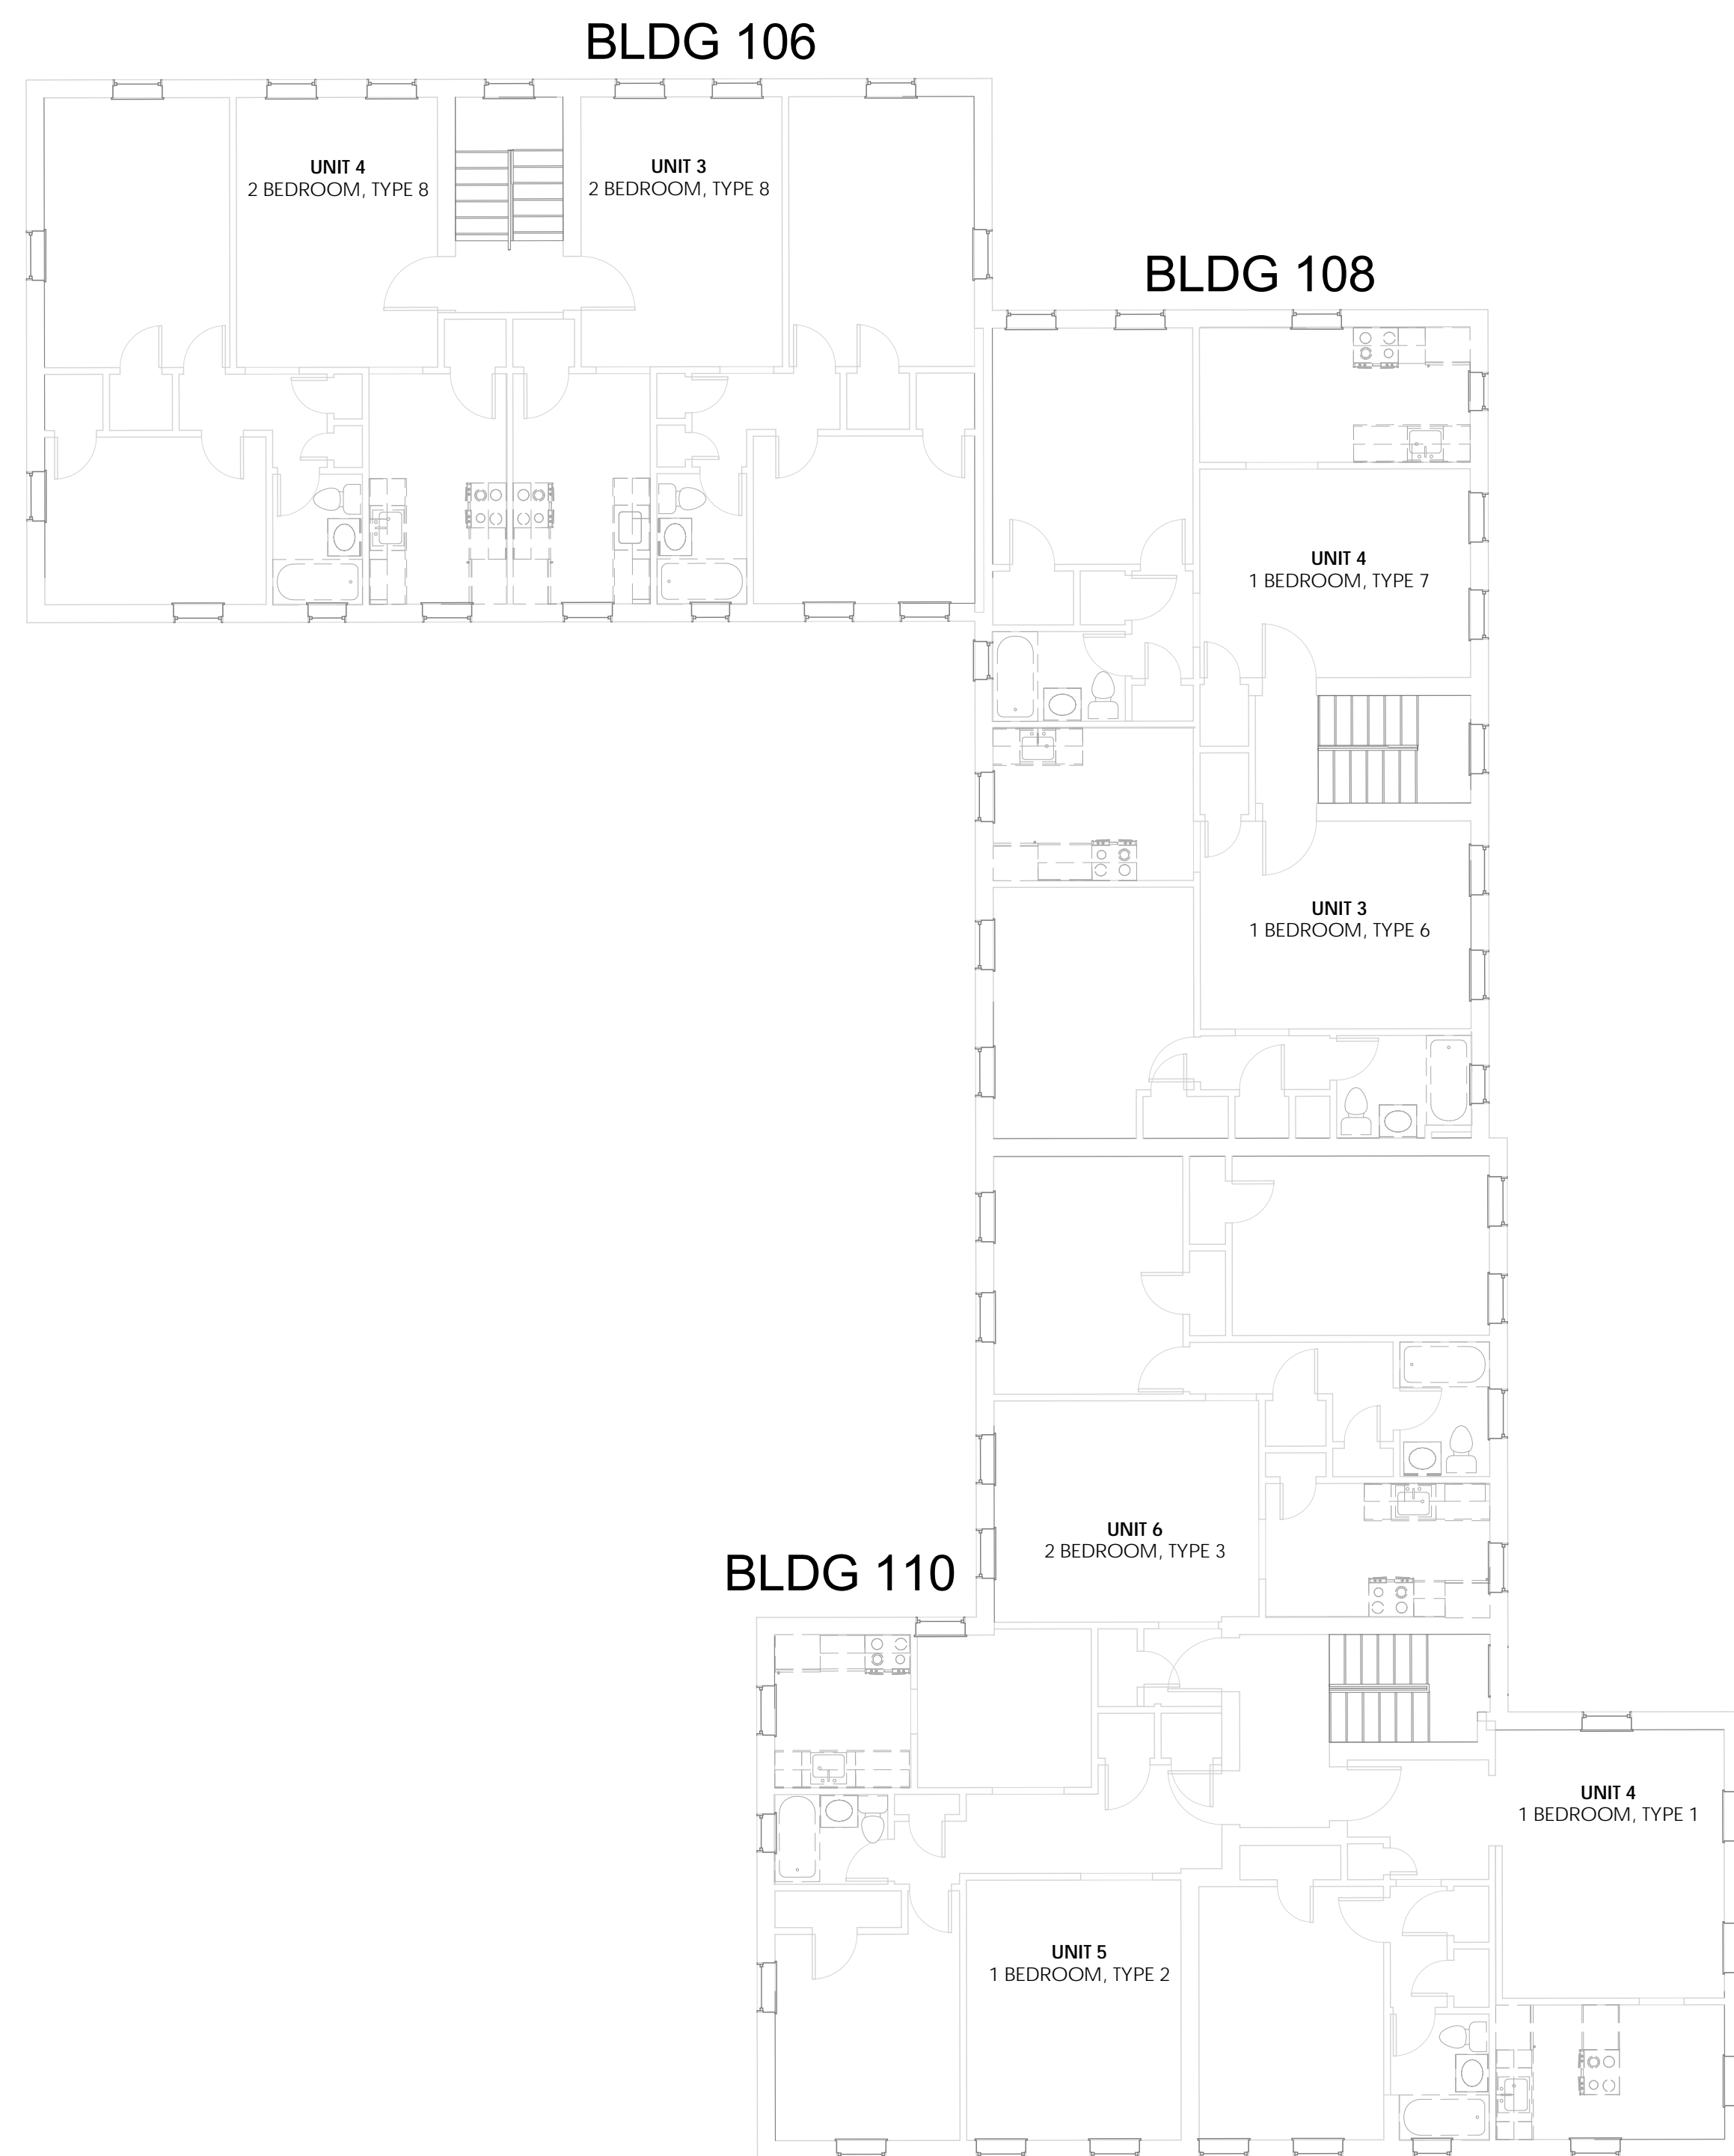 BLDG 106
UNIT 4
2 BEDROOM, TYPE 8
UNIT 3
2 BEDROOM, TYPE 8
BLDG 108
UNIT 4
1 BEDROOM, TYPE 7
UNIT 3
1 BEDROOM, TYPE 6
UNIT 6
2 BEDROOM, TYPE 3
BLDG 110
UNIT 4
1 BEDROOM, TYPE 1
UNIT 5
1 BEDROOM, TYPE 2